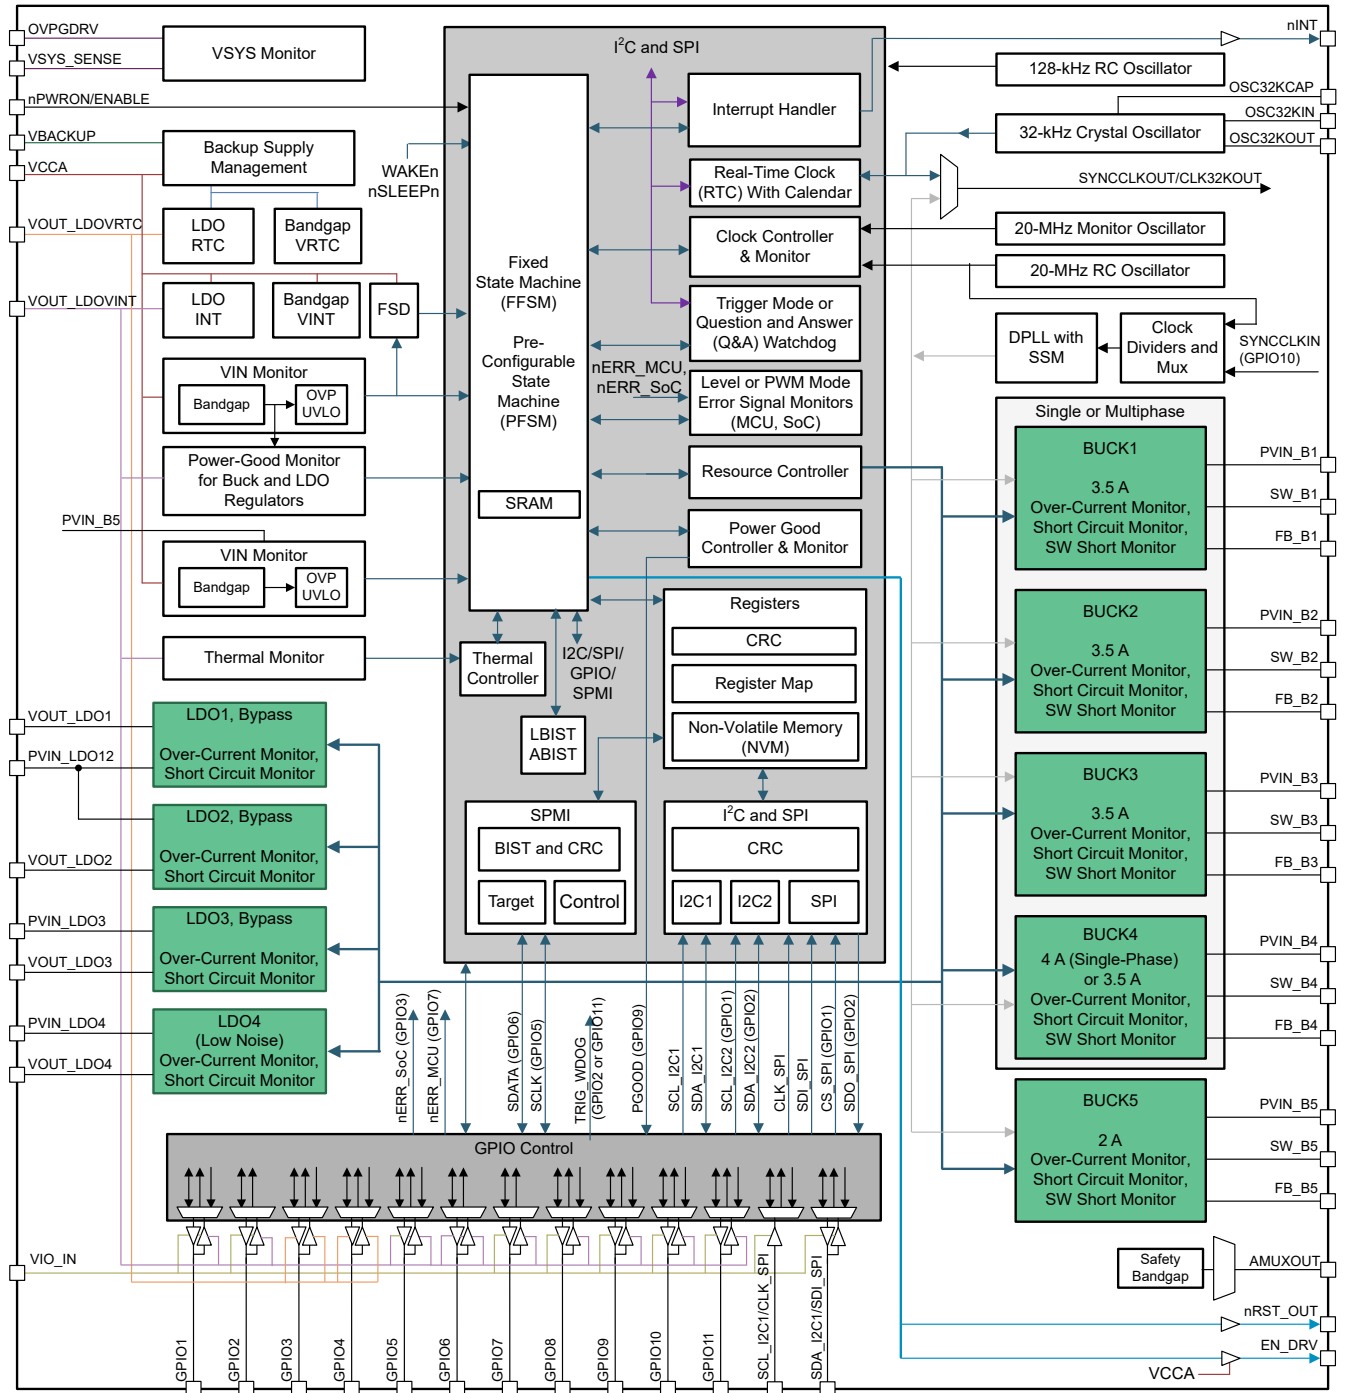 OVPGDRV
VSYS_SENSE
nPWRON/ENABLE
VBACKUP
VCCA
VOUT_LDOVRTC
VOUT_LDOVINT
VSYS Monitor
Backup Supply
Management
LDO
RTC
Bandgap
VRTC
LDO
INT
Bandgap
VINT
FSD
VIN Monitor
Bandgap
OVP
UVLO
Power-Good Monitor
for Buck and LDO
Regulators
PVIN_B5
VIN Monitor
Bandgap
OVP
UVLO
Thermal Monitor
VOUT_LDO1
PVIN_LDO12
VOUT_LDO2
PVIN_LDO3
VOUT_LDO3
PVIN_LDO4
VOUT_LDO4
LDO1, Bypass
Over-Current Monitor,
Short Circuit Monitor
LDO2, Bypass
Over-Current Monitor,
Short Circuit Monitor
LDO3, Bypass
Over-Current Monitor,
Short Circuit Monitor
LDO4
(Low Noise)
Over-Current Monitor,
Short Circuit Monitor
I2C and SPI
WAKEn
nSLEEPn
Fixed
State Machine
(FFSM)
Pre-
Configurable
State
Machine
(PFSM)
SRAM
Interrupt Handler
Real-Time Clock
(RTC) With Calendar
Clock Controller
& Monitor
Trigger Mode or
Question and Answer
(Q&A) Watchdog
nERR_MCU,
nERR_SoC
Level or PWM Mode
Error Signal Monitors
(MCU, SoC)
Resource Controller
Power Good
Controller & Monitor
Thermal
Controller
I2C/SPI/
GPIO/
SPMI
LBIST
ABIST
Registers
CRC
Register Map
Non-Volatile Memory
(NVM)
SPMI
BIST and CRC
Target
Control
I2C and SPI
CRC
I2C1
I2C2
SPI
nINT
128-kHz RC Oscillator
OSC32KCAP
OSC32KIN
OSC32KOUT
32-kHz Crystal Oscillator
SYNCCLKOUT/CLK32KOUT
20-MHz Monitor Oscillator
20-MHz RC Oscillator
DPLL with
SSM
Clock
Dividers and
Mux
SYNCCLKIN
(GPIO10)
Single or Multiphase
BUCK1
3.5 A
Over-Current Monitor,
Short Circuit Monitor,
SW Short Monitor
PVIN_B1
SW_B1
FB_B1
BUCK2
3.5 A
Over-Current Monitor,
Short Circuit Monitor,
SW Short Monitor
PVIN_B2
SW_B2
FB_B2
BUCK3
3.5 A
Over-Current Monitor,
Short Circuit Monitor,
SW Short Monitor
PVIN_B3
SW_B3
FB_B3
BUCK4
4 A (Single-Phase)
or 3.5 A
Over-Current Monitor,
Short Circuit Monitor,
SW Short Monitor
PVIN_B4
SW_B4
FB_B4
BUCK5
2 A
Over-Current Monitor,
Short Circuit Monitor,
SW Short Monitor
PVIN_B5
SW_B5
FB_B5
nERR_SoC (GPIO3)
nERR_MCU (GPIO7)
SDATA (GPIO6)
SCLK (GPIO5)
TRIG_WDOG
(GPIO2 or GPIO11)
PGOOD (GPIO9)
SCL_I2C1
SDA_I2C1
SCL_I2C2 (GPIO1)
SDA_I2C2 (GPIO2)
CLK_SPI
SDI_SPI
CS_SPI (GPIO1)
SDO_SPI (GPIO2)
GPIO Control
VIO_IN
GPIO1
GPIO2
GPIO3
GPIO4
GPIO5
GPIO6
GPIO7
GPIO8
GPIO9
GPIO10
GPIO11
SCL_I2C1/CLK_SPI
SDA_I2C1/SDI_SPI
Safety
Bandgap
AMUXOUT
nRST_OUT
EN_DRV
VCCA